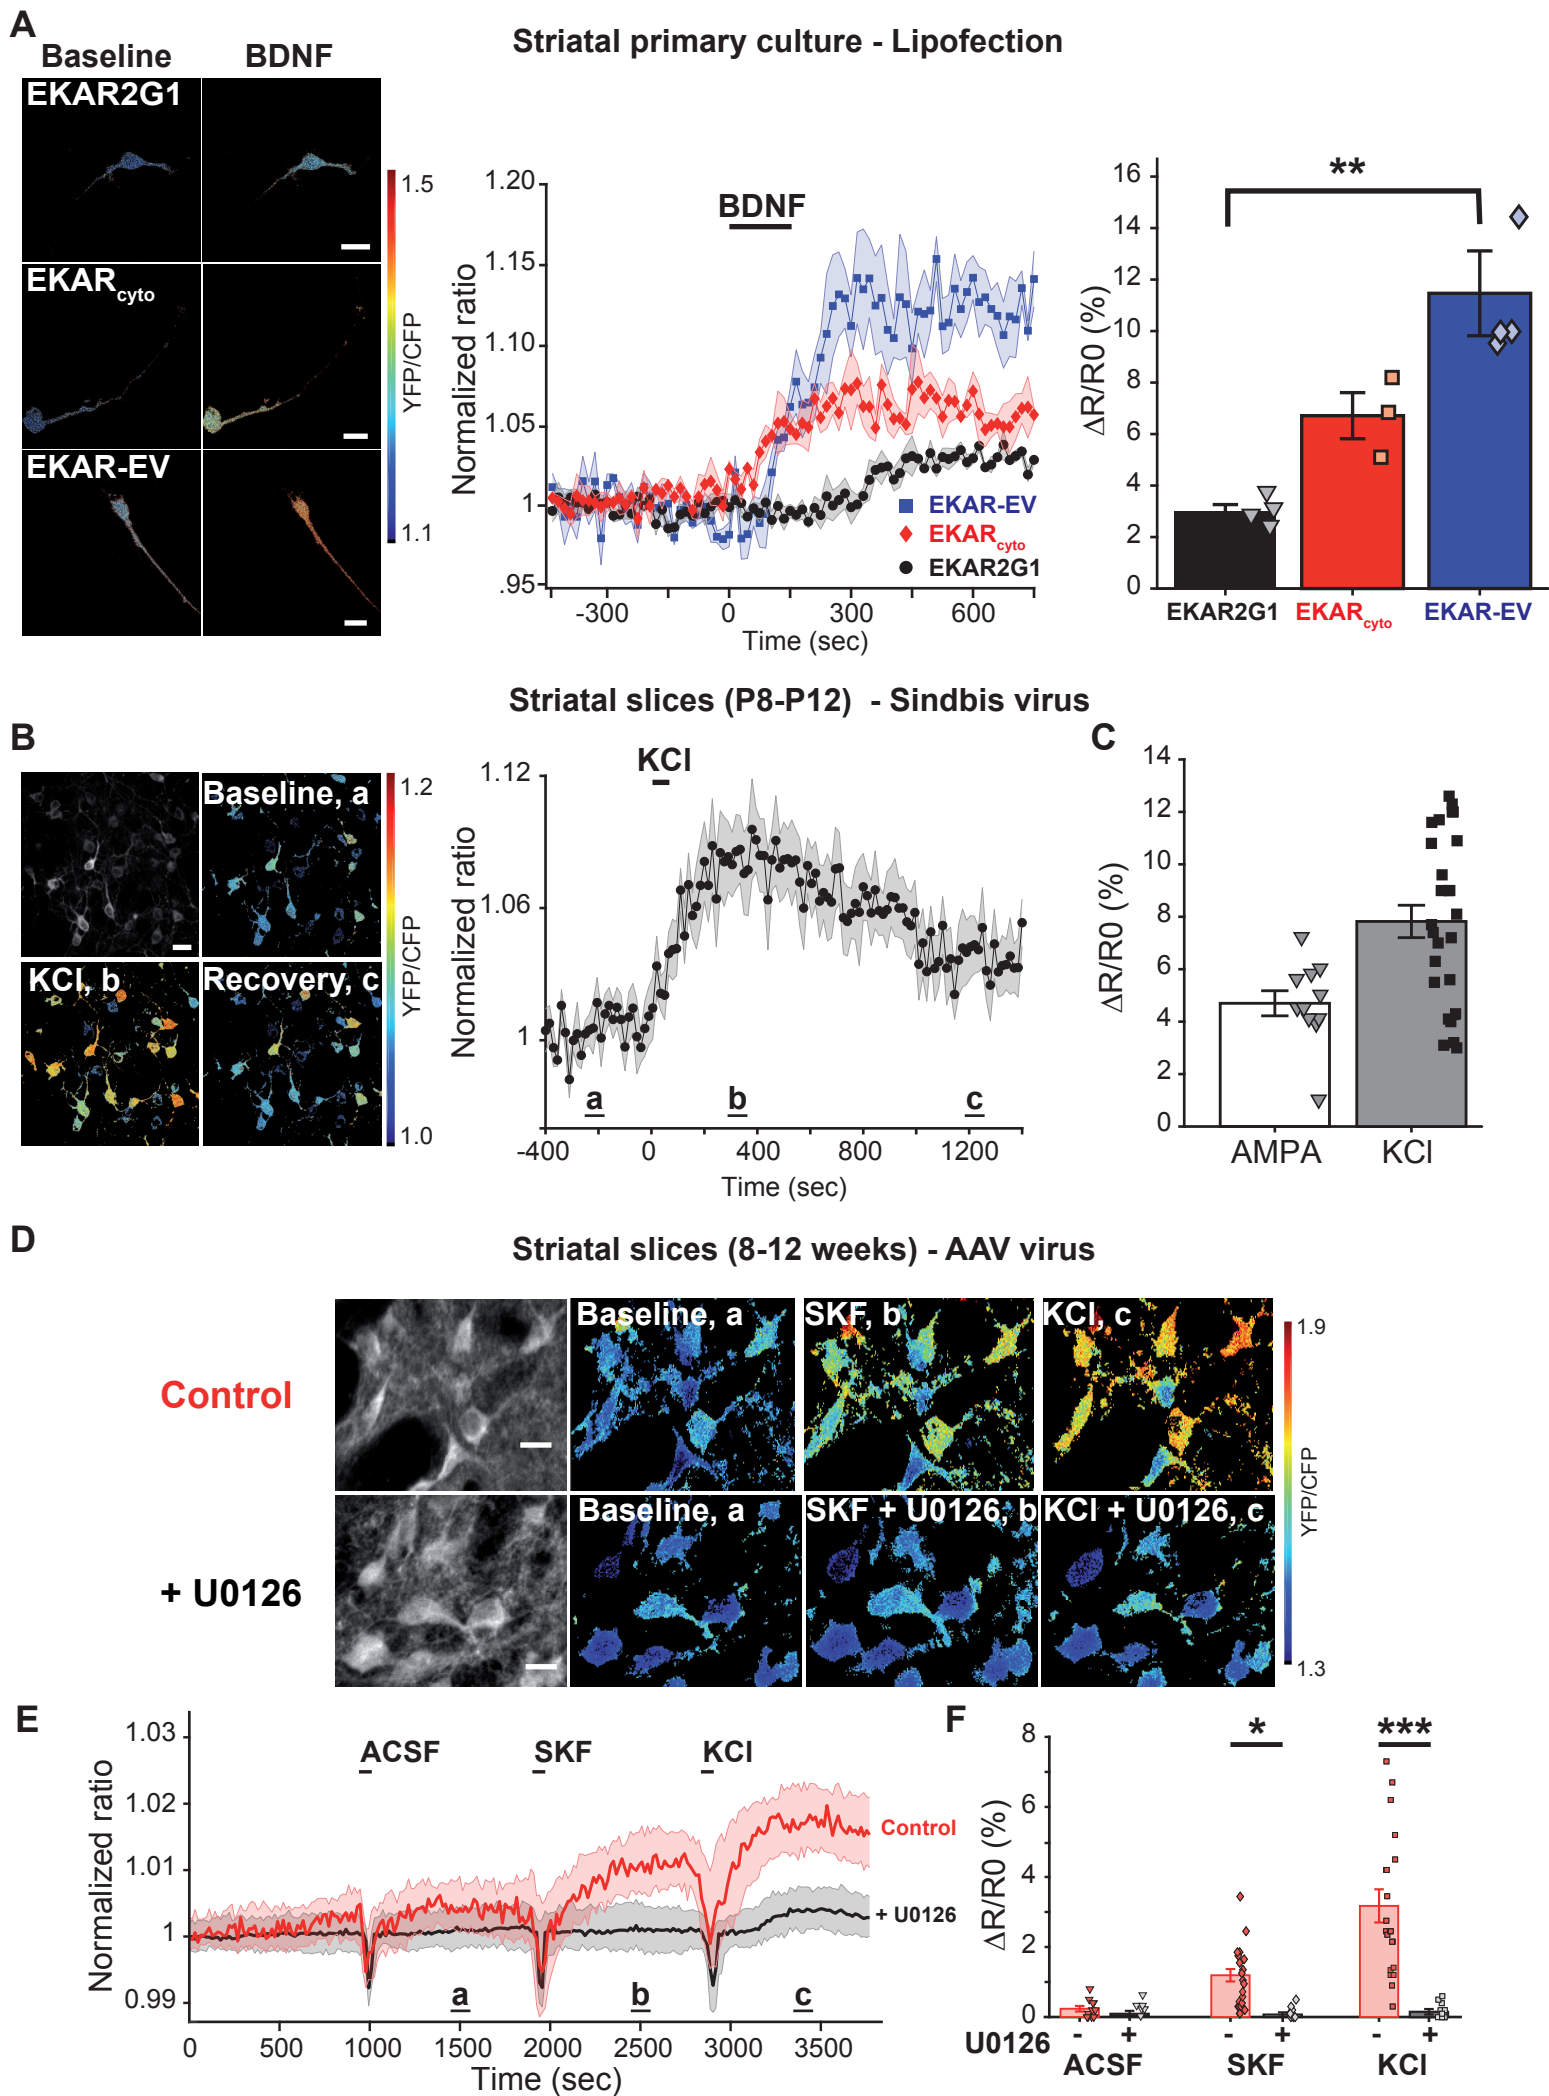 A
Striatal primary culture - Lipofection
Baseline BDNF
EKAR2G1
EKARcyto
EKAR-EV
1.5
YFP/CFP
1.1
1.20
1.15
1.10
1.05
1
.95
Normalized ratio
BDNF
EKAR-EV
EKARcyto
EKAR2G1
-300 0 300 600
Time (sec)
**
16
14
12
10
8
6
4
2
0
ΔR/R0 (%)
EKAR2G1 EKARcyto EKAR-EV
Striatal slices (P8-P12) - Sindbis virus
B
Baseline, a
KCl, b
Recovery, c
1.2
YFP/CFP
1.0
1.12
1.06
1
Normalized ratio
KCl
a b c
-400 0 400 800 1200
Time (sec)
C
14
12
10
8
6
4
2
0
ΔR/R0 (%)
AMPA KCl
D
Striatal slices (8-12 weeks) - AAV virus
Control
Baseline, a
SKF, b
KCl, c
+ U0126
Baseline, a
SKF + U0126, b
KCl + U0126, c
1.9
YFP/CFP
1.3
E
1.03
1.02
1.01
1
0.99
Normalized ratio
ACSF SKF KCl
Control
+ U0126
a b c
0 500 1000 1500 2000 2500 3000 3500
Time (sec)
F
8
6
4
2
0
ΔR/R0 (%)
* ***
U0126 - + - + - +
ACSF SKF KCl